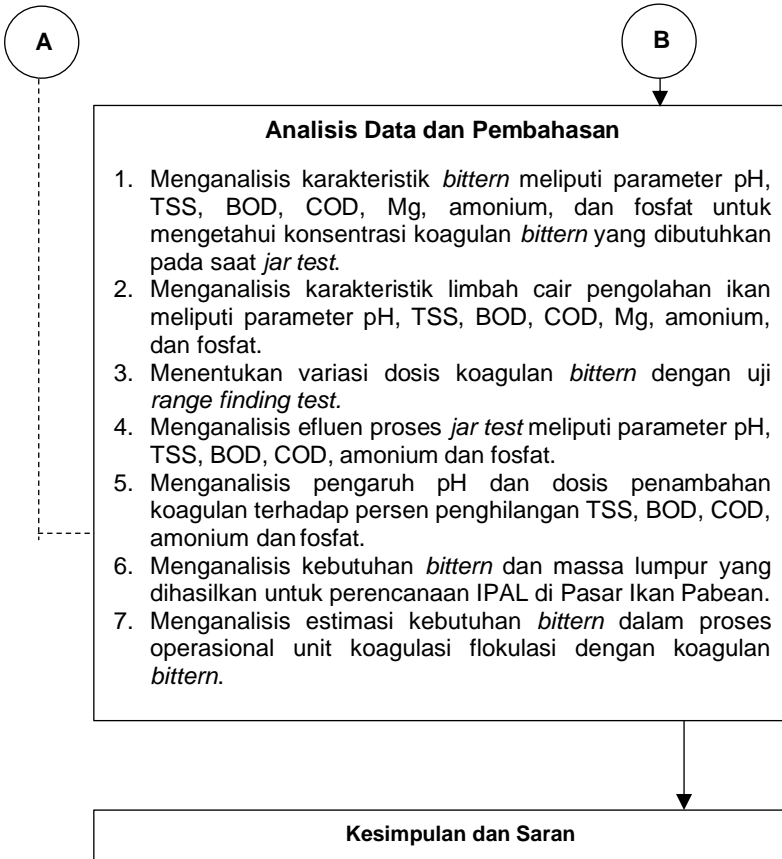 A
B
Analisis Data dan Pembahasan
1. Menganalisis karakteristik bittern meliputi parameter pH,
TSS, BOD, COD, Mg, amonium, dan fosfat untuk
mengetahui konsentrasi koagulan bittern yang dibutuhkan
pada saat jar test.
2. Menganalisis karakteristik limbah cair pengolahan ikan
meliputi parameter pH, TSS, BOD, COD, Mg, amonium,
dan fosfat.
3. Menentukan variasi dosis koagulan bittern dengan uji
range finding test.
4. Menganalisis efluen proses jar test meliputi parameter pH,
TSS, BOD, COD, amonium dan fosfat.
5. Menganalisis pengaruh pH dan dosis penambahan
koagulan terhadap persen penghilangan TSS, BOD, COD,
amonium dan fosfat.
6. Menganalisis kebutuhan bittern dan massa lumpur yang
dihasilkan untuk perencanaan IPAL di Pasar Ikan Pabean.
7. Menganalisis estimasi kebutuhan bittern dalam proses
operasional unit koagulasi flokulasi dengan koagulan
bittern.
Kesimpulan dan Saran